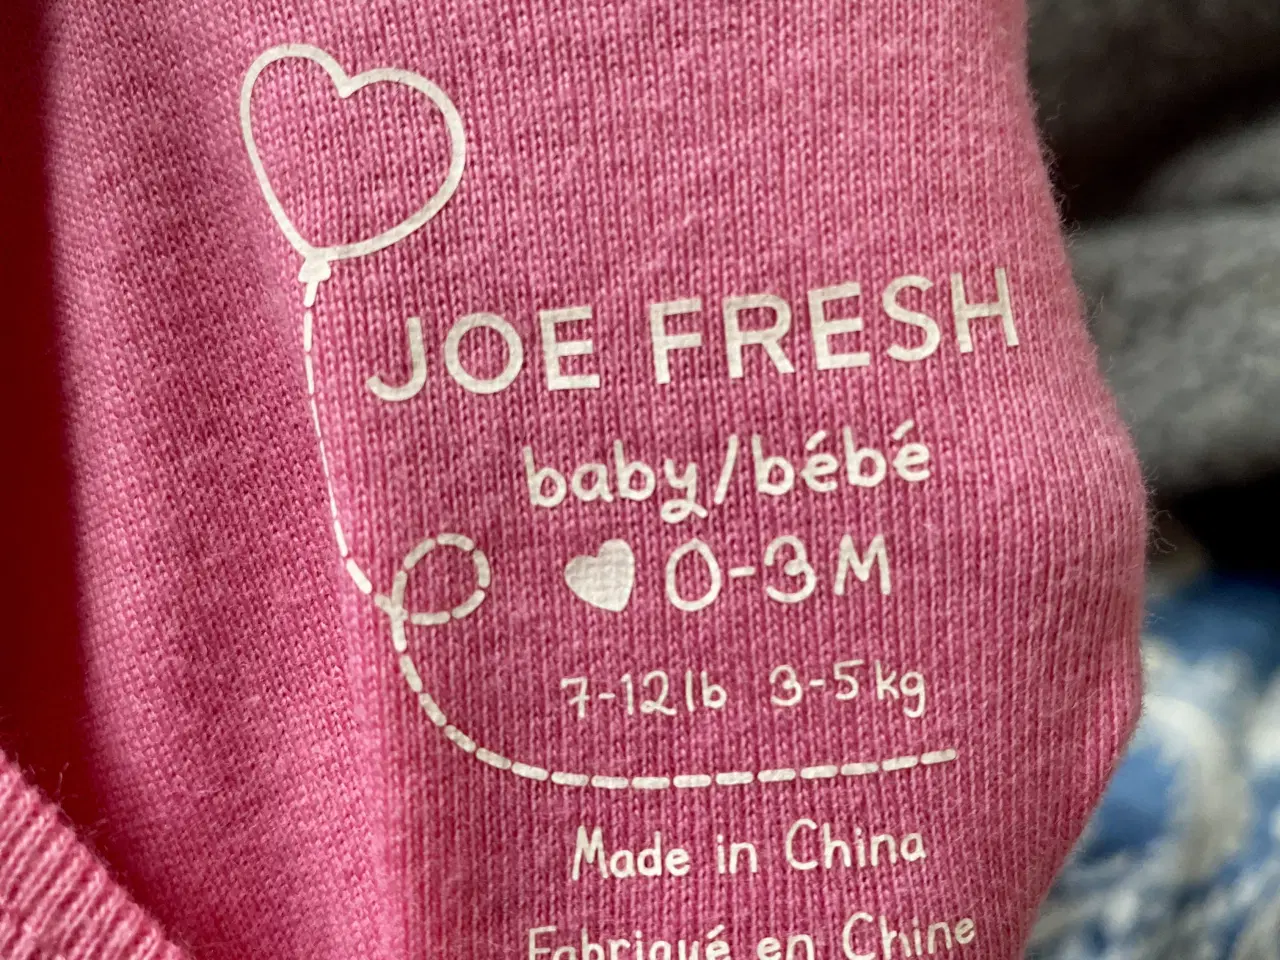 JOE FRESH
baby/bébé
0-3M
7-12lb 3-5kg
Made in China
Fabriqué en Chine